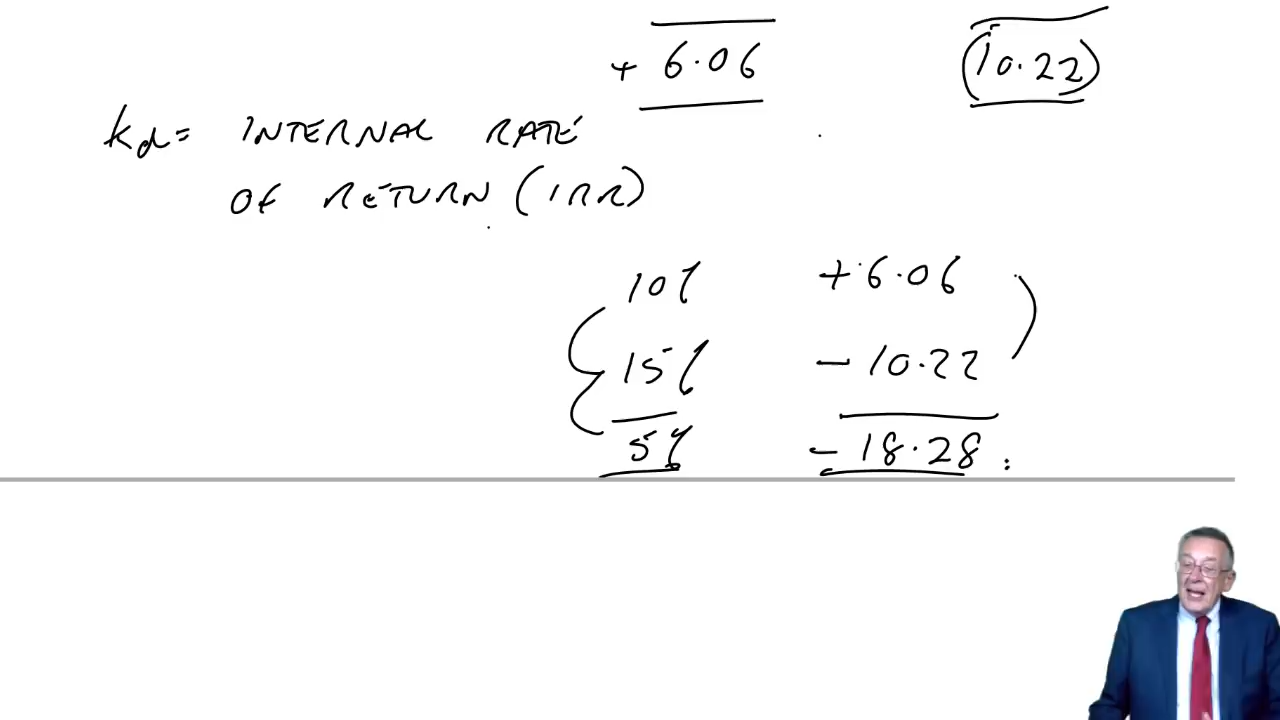 + 6.06 (10.22)
kd = INTERNAL RATE
OF RETURN (IRR)
10% +6.06
15% - 10.22
5% - 18.28